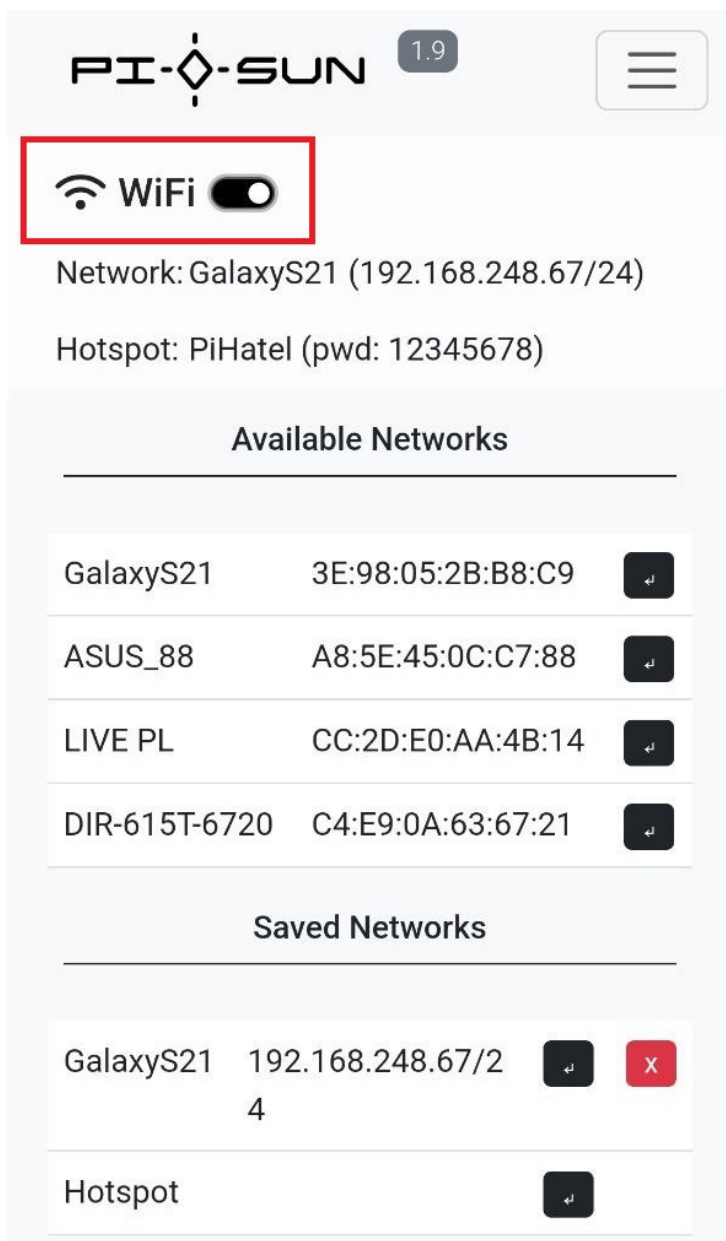 PI-SUN 1.9
WiFi
Network: GalaxyS21 (192.168.248.67/24)
Hotspot: PiHatel (pwd: 12345678)
Available Networks
GalaxyS21 3E:98:05:2B:B8:C9
ASUS_88 A8:5E:45:0C:C7:88
LIVE PL CC:2D:E0:AA:4B:14
DIR-615T-6720 C4:E9:0A:63:67:21
Saved Networks
GalaxyS21 192.168.248.67/2 X
4
Hotspot